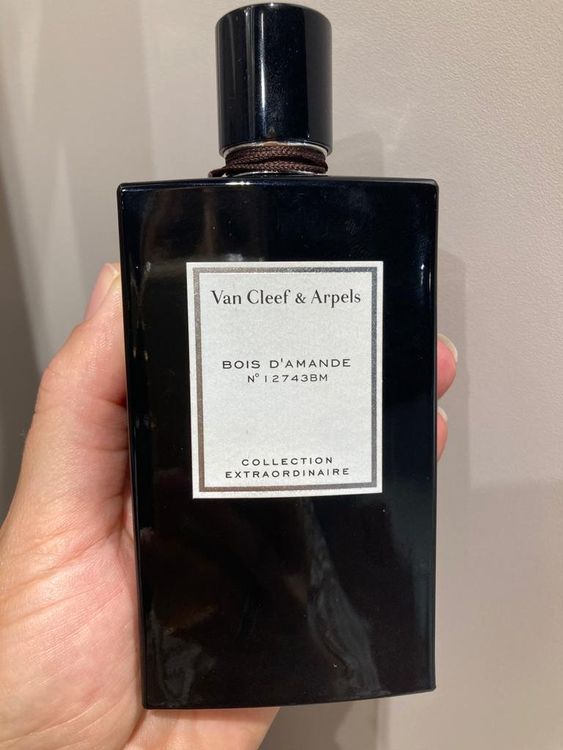 Van Cleef & Arpels
BOIS D'AMANDE
N° 12743BM
COLLECTION
EXTRAORDINAIRE